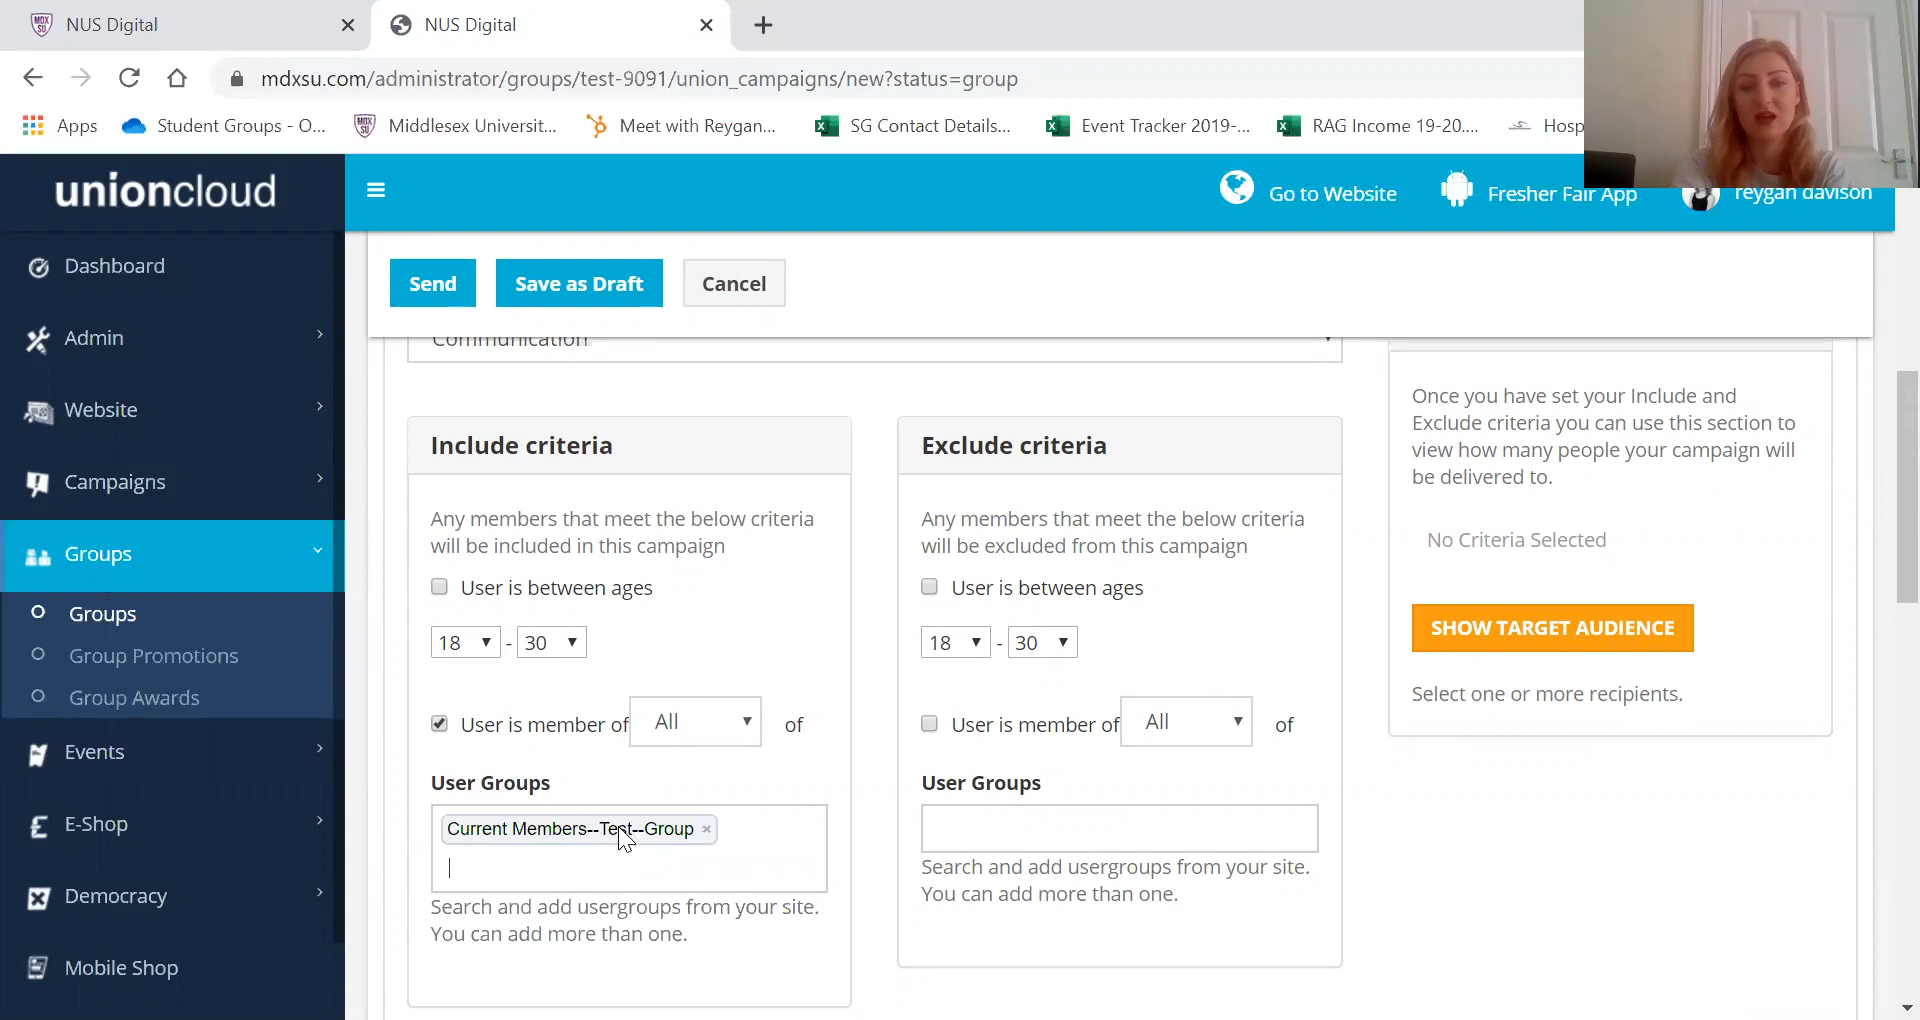 NUS Digital
NUS Digital
mdxsu.com/administrator/groups/test-9091/union_campaigns/new?status=group
Apps
Student Groups - O...
Middlesex Universit...
Meet with Reygan...
SG Contact Details...
Event Tracker 2019-...
RAG Income 19-20....
Hosp
unioncloud
Go to Website
Fresher Fair App
reygan davison
Dashboard
Admin
Website
Campaigns
Groups
Groups
Group Promotions
Group Awards
Events
E-Shop
Democracy
Mobile Shop
Send
Save as Draft
Cancel
Communication
Include criteria
Any members that meet the below criteria
will be included in this campaign
User is between ages
18 - 30
User is member of All of
User Groups
Current Members--Test--Group ×
Search and add usergroups from your site.
You can add more than one.
Exclude criteria
Any members that meet the below criteria
will be excluded from this campaign
User is between ages
18 - 30
User is member of All of
User Groups
Search and add usergroups from your site.
You can add more than one.
Once you have set your Include and
Exclude criteria you can use this section to
view how many people your campaign will
be delivered to.
No Criteria Selected
SHOW TARGET AUDIENCE
Select one or more recipients.